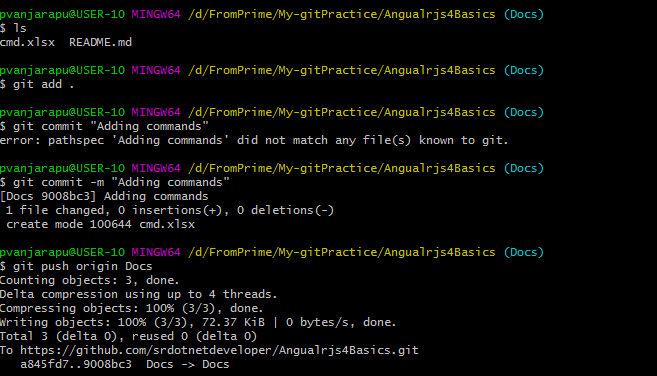 pvanjarapu@USER-10 MINGW64 /d/FromPrime/My-gitPractice/Angualrjs4Basics (Docs)
$ ls
cmd.xlsx  README.md
pvanjarapu@USER-10 MINGW64 /d/FromPrime/My-gitPractice/Angualrjs4Basics (Docs)
$ git add .
pvanjarapu@USER-10 MINGW64 /d/FromPrime/My-gitPractice/Angualrjs4Basics (Docs)
$ git commit "Adding commands"
error: pathspec 'Adding commands' did not match any file(s) known to git.
pvanjarapu@USER-10 MINGW64 /d/FromPrime/My-gitPractice/Angualrjs4Basics (Docs)
$ git commit -m "Adding commands"
[Docs 9008bc3] Adding commands
 1 file changed, 0 insertions(+), 0 deletions(-)
 create mode 100644 cmd.xlsx
pvanjarapu@USER-10 MINGW64 /d/FromPrime/My-gitPractice/Angualrjs4Basics (Docs)
$ git push origin Docs
Counting objects: 3, done.
Delta compression using up to 4 threads.
Compressing objects: 100% (3/3), done.
Writing objects: 100% (3/3), 72.37 KiB | 0 bytes/s, done.
Total 3 (delta 0), reused 0 (delta 0)
To https://github.com/srdotnetdeveloper/Angualrjs4Basics.git
   a845fd7..9008bc3  Docs -> Docs